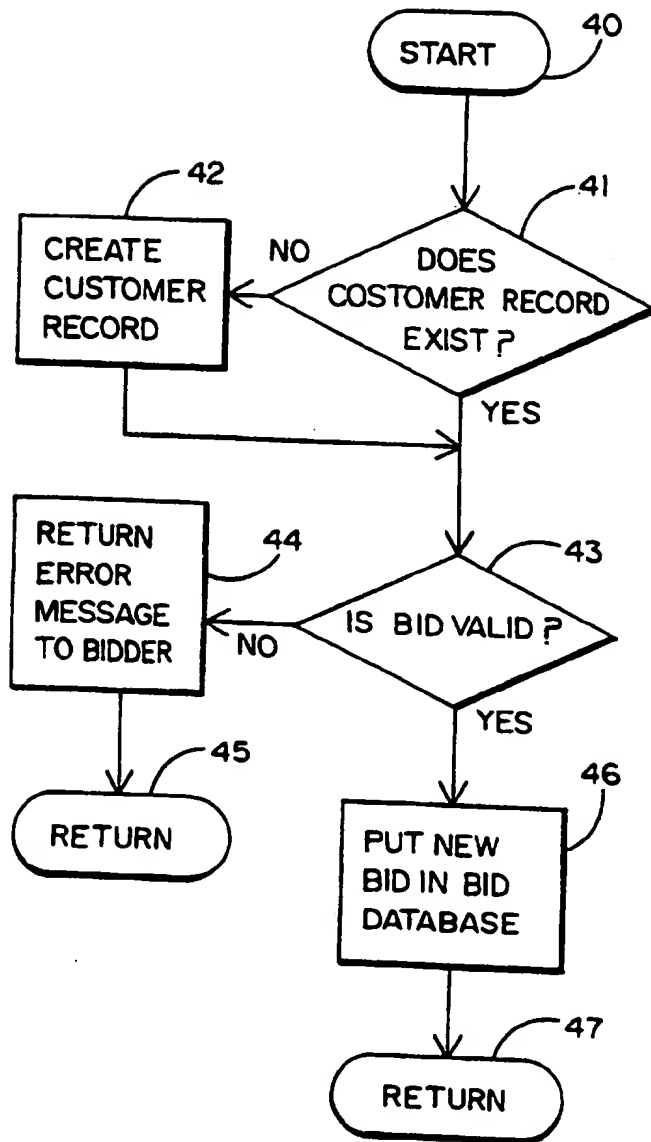 START
40
42
41
CREATE
CUSTOMER
RECORD
NO
DOES
COSTOMER RECORD
EXIST?
YES
RETURN
ERROR
MESSAGE
TO BIDDER
44
43
IS BID VALID?
NO
YES
45
RETURN
46
PUT NEW
BID IN BID
DATABASE
47
RETURN